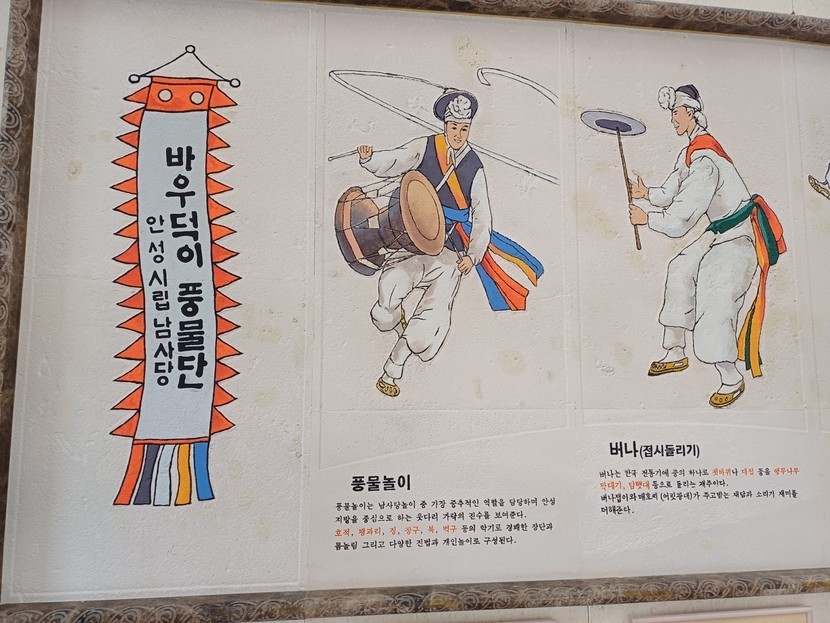 바우덕이 풍물단
안성시립남사당
풍물놀이
풍물놀이는 남사당놀이 중 가장 중추적인 역할을 담당하며 안성
지방을 중심으로 하는 웃다리 가락의 진수를 보여준다.
호적, 꽹과리, 징, 장구, 북, 벅구 등의 악기로 경쾌한 장단과
몸놀림 그리고 다양한 진법과 개인놀이로 구성된다.
버나(접시돌리기)
버나는 한국 전통기예 중의 하나로 쳇바퀴나 대접 등을 앵두나무
막대기, 담뱃대 등으로 돌리는 재주이다.
버나잽이와 매호씨(어릿광대)가 주고받는 재담과 소리가 재미를
더해준다.